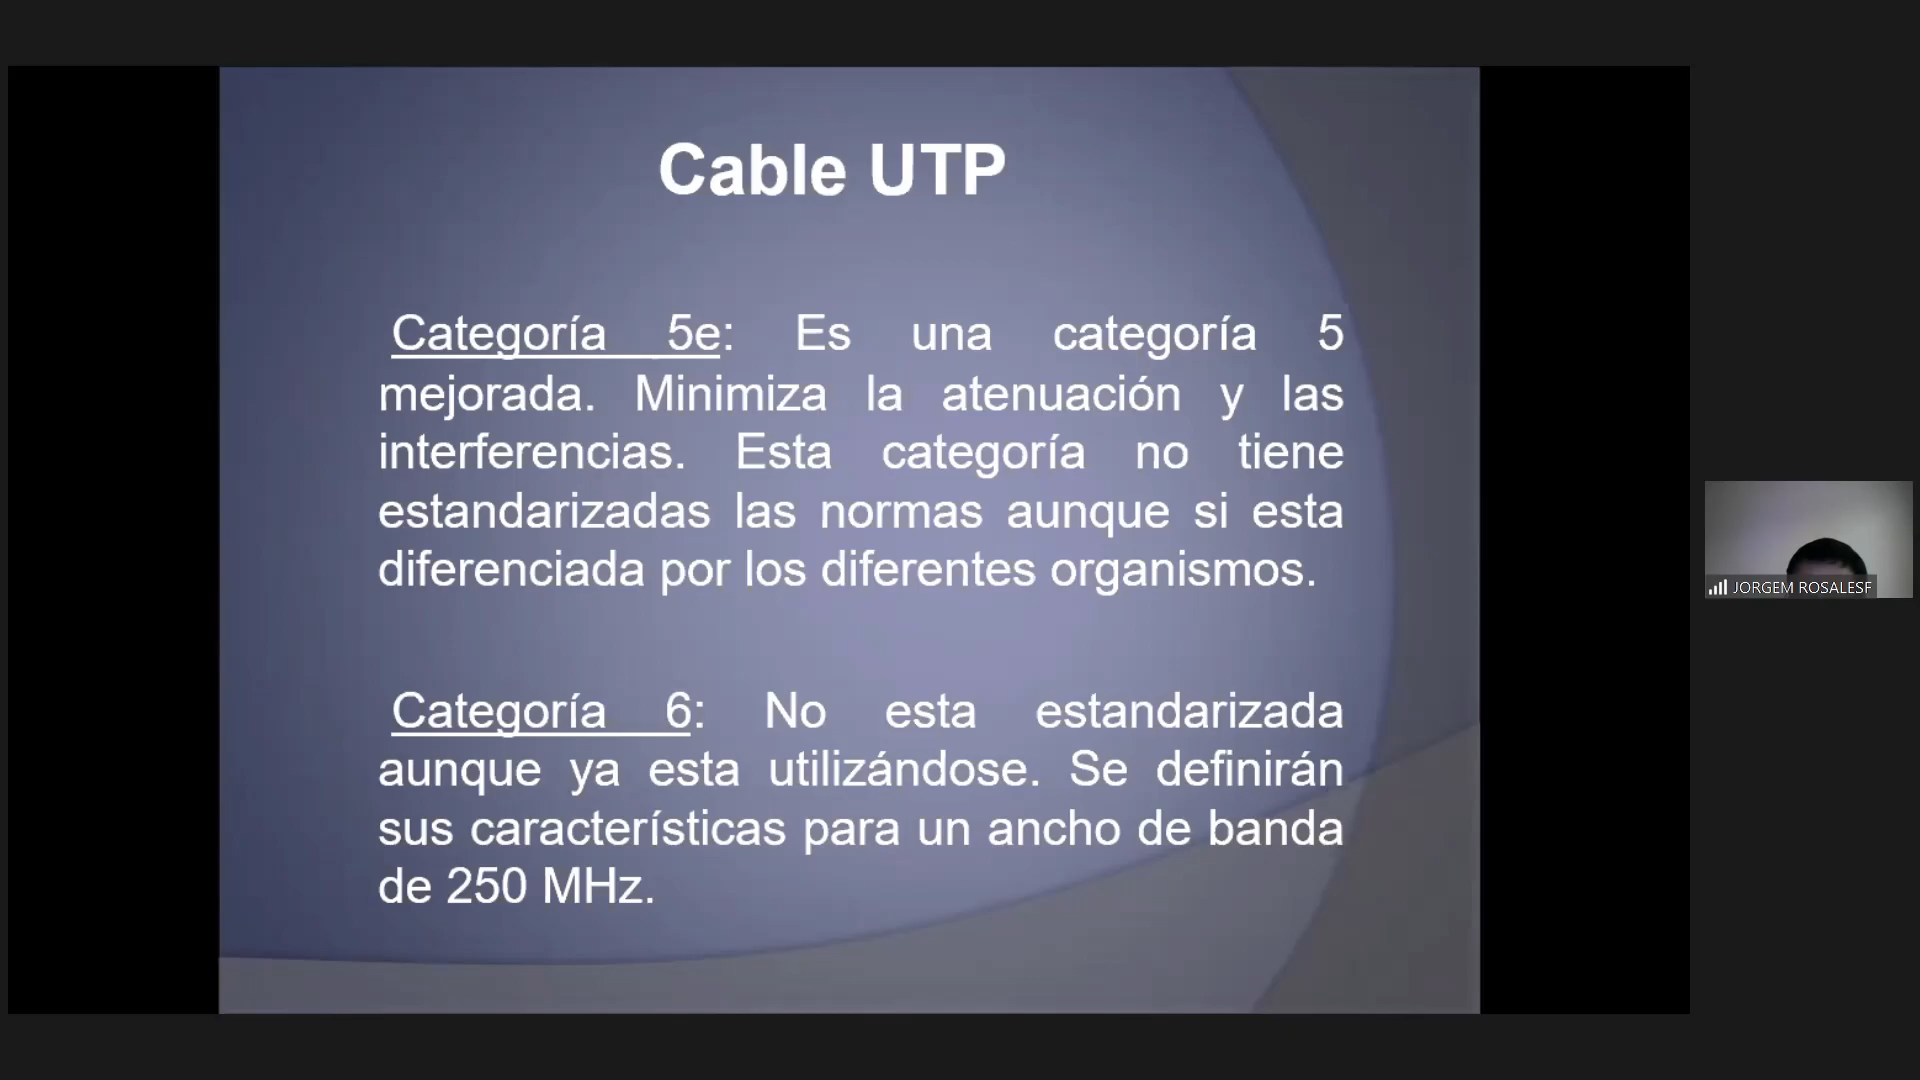 Cable UTP
Categoría 5e: Es una categoría 5
mejorada. Minimiza la atenuación y las
interferencias. Esta categoría no tiene
estandarizadas las normas aunque si esta
diferenciada por los diferentes organismos.
Categoría 6: No esta estandarizada
aunque ya esta utilizándose. Se definirán
sus características para un ancho de banda
de 250 MHz.
JORGEM ROSALESF